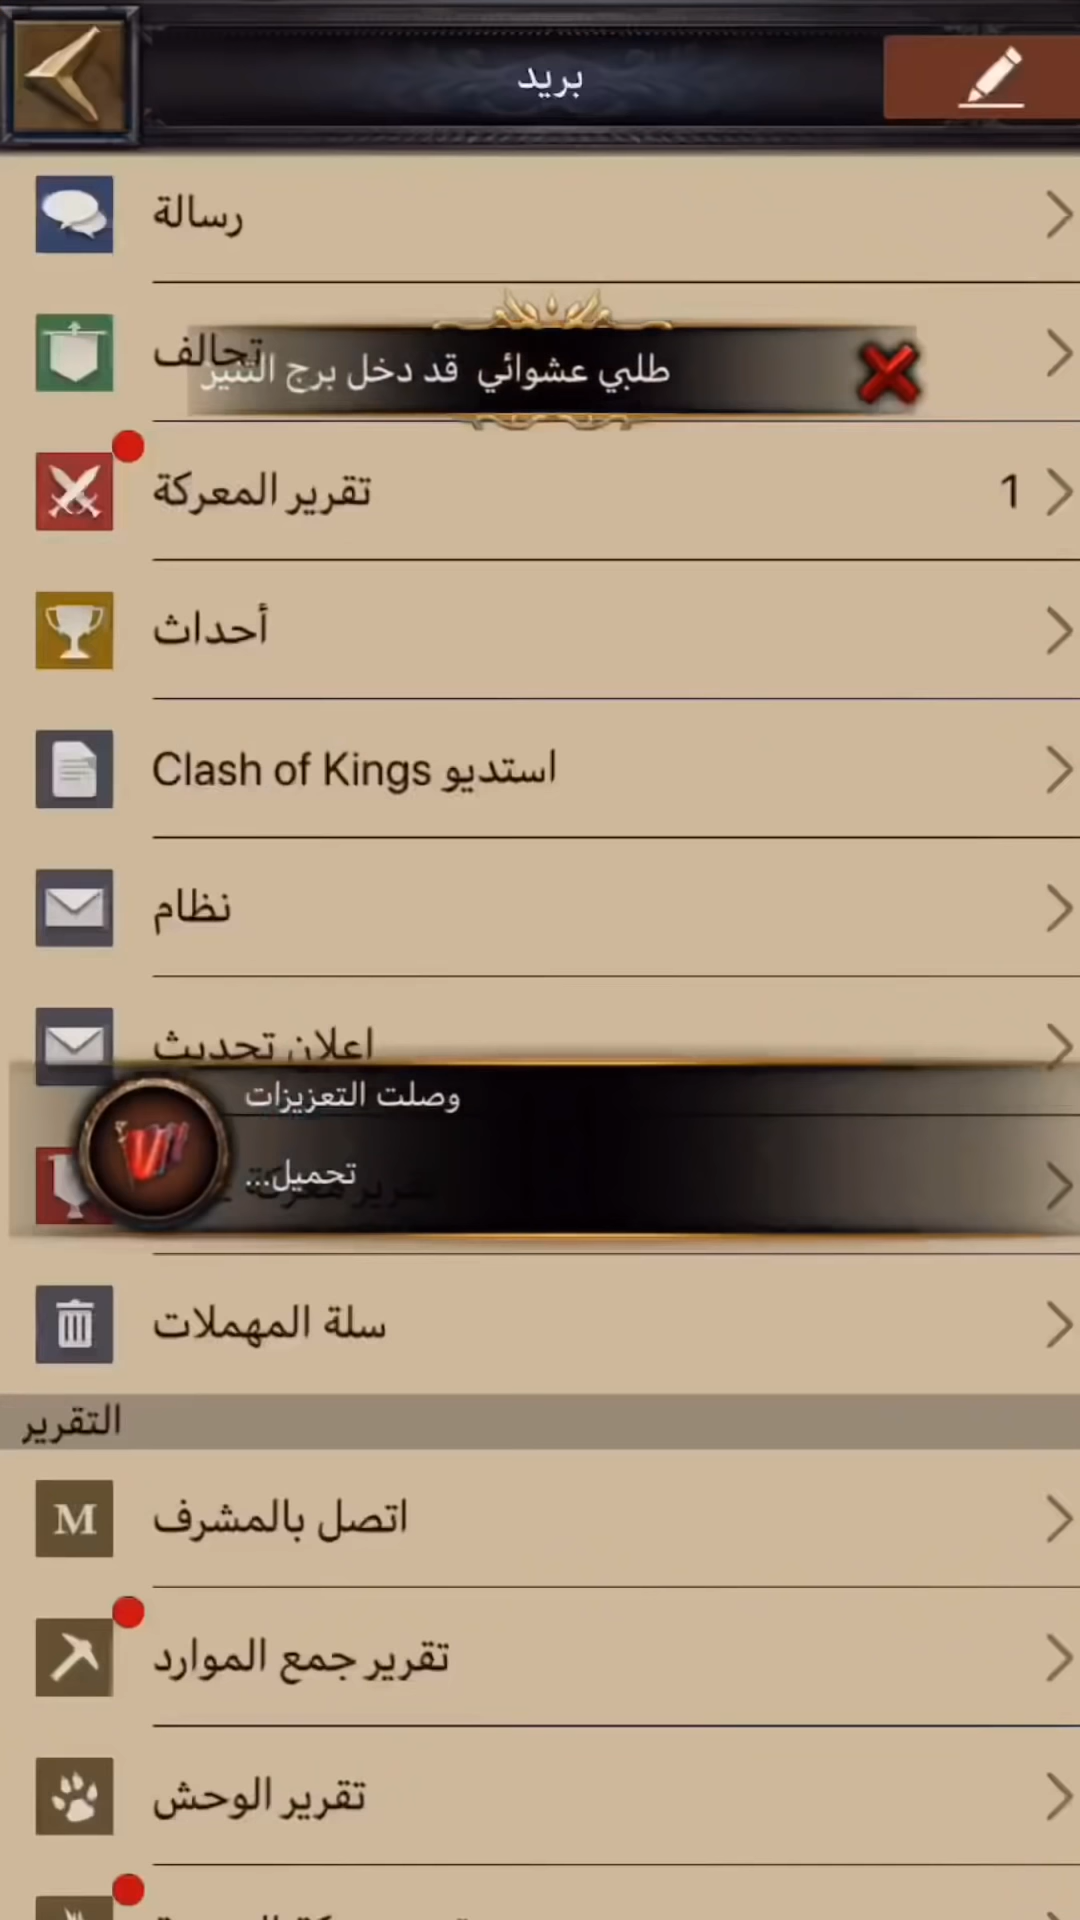 بريد
رسالة
تحالف
طلبي عشوائي قد دخل برج التنير
تقرير المعركة
1
أحداث
استديو Clash of Kings
نظام
اعلان تحديث
وصلت التعزيزات
تحميل...
سلة المهملات
التقرير
M
اتصل بالمشرف
تقرير جمع الموارد
تقرير الوحش